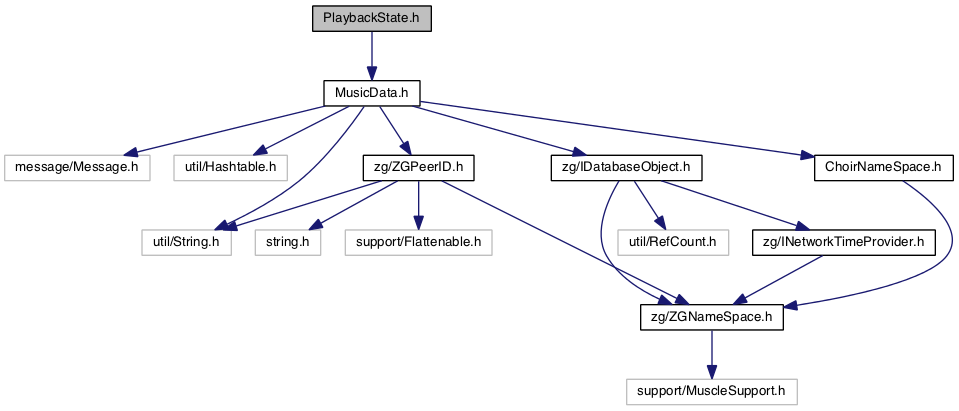 PlaybackState.h
MusicData.h
message/Message.h
util/Hashtable.h
zg/ZGPeerID.h
zg/IDatabaseObject.h
ChoirNameSpace.h
util/String.h
string.h
support/Flattenable.h
util/RefCount.h
zg/INetworkTimeProvider.h
zg/ZGNameSpace.h
support/MuscleSupport.h